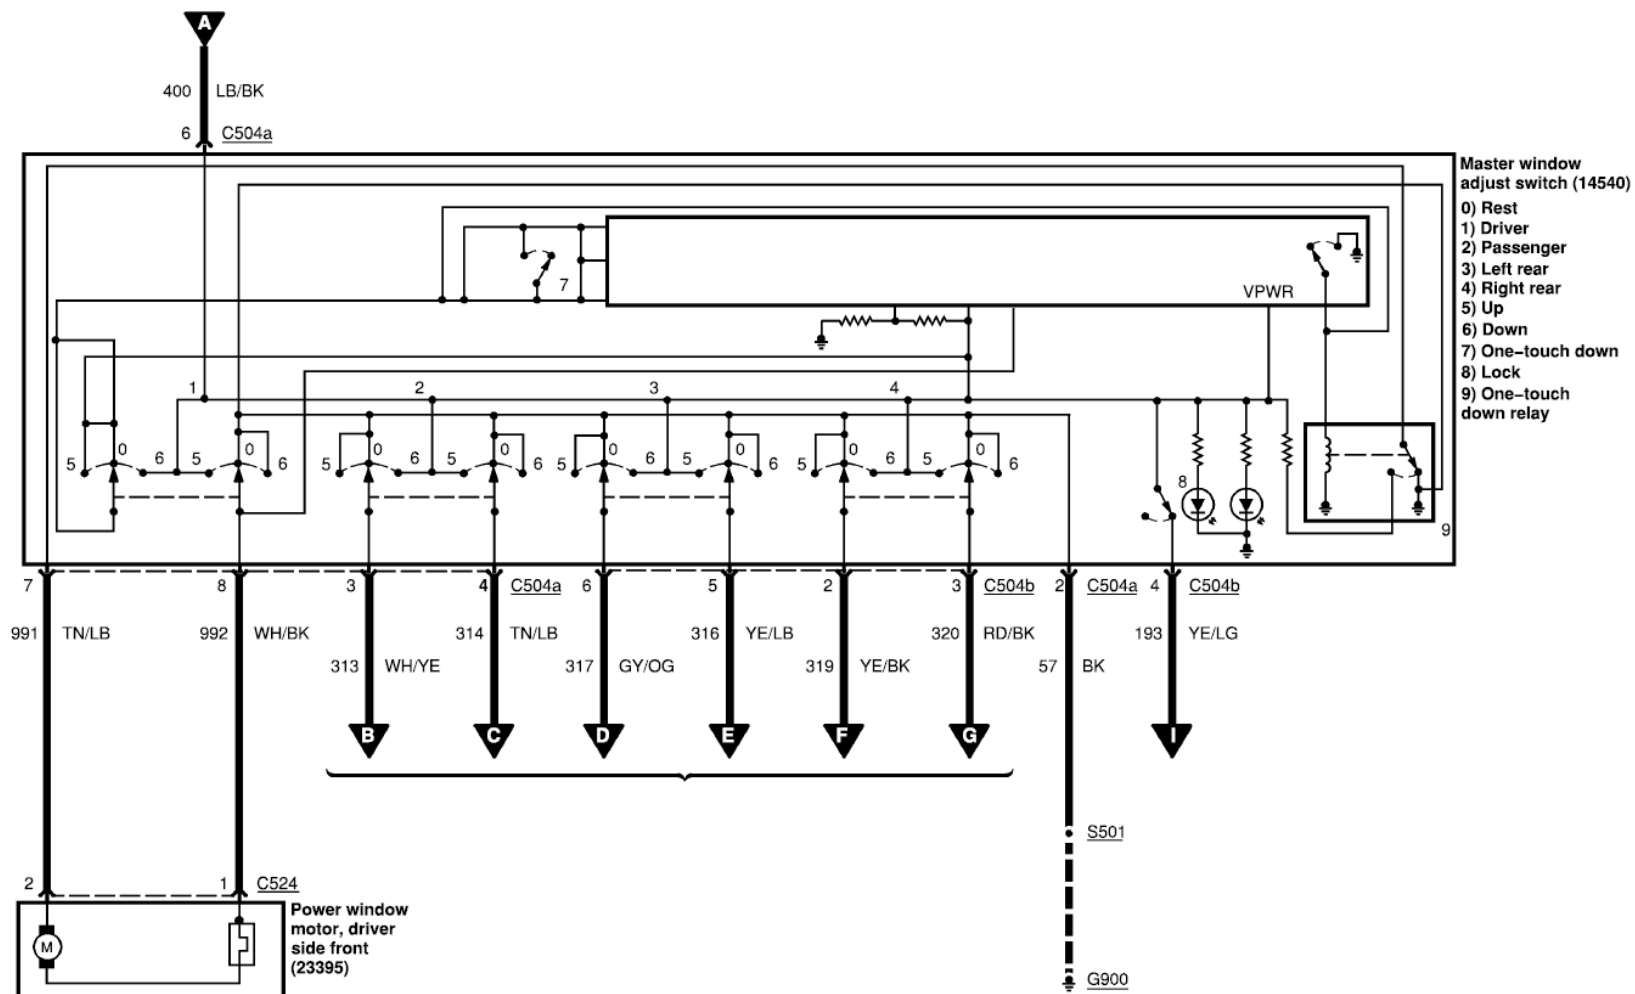 A
400 LB/BK
6 C504a
Master window
adjust switch (14540)
0) Rest
1) Driver
2) Passenger
3) Left rear
4) Right rear
5) Up
6) Down
7) One-touch down
8) Lock
9) One-touch
down relay
7
VPWR
1 2 3 4
5 0 6 5 0 6 5 0 6 5 0 6 5 0 6 5 0 6 5 0 6 5 0 6
8
9
7 8 3 4 C504a 6 5 2 3 C504b 2 C504a 4 C504b
991 TN/LB 992 WH/BK 314 TN/LB 316 YE/LB 320 RD/BK 193 YE/LG
313 WH/YE 317 GY/OG 319 YE/BK 57 BK
B C D E F G I
S501
2 1 C524
Power window
motor, driver
side front
(23395)
M
G900